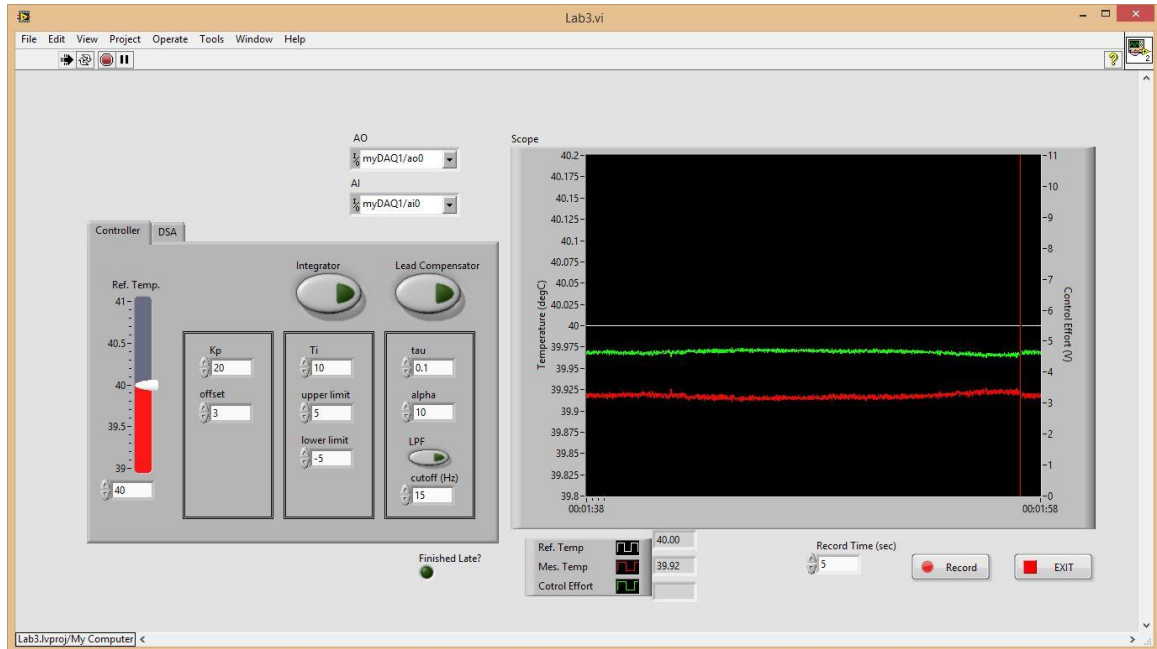 Lab3.vi
File Edit View Project Operate Tools Window Help
2
AO
myDAQ1/ao0
AI
myDAQ1/ai0
Controller DSA
Ref. Temp.
41
40.5
40
39.5
39
40
Integrator
Lead Compensator
Kp
20
offset
3
Ti
10
upper limit
5
lower limit
-5
tau
0.1
alpha
10
LPF
cutoff (Hz)
15
Finished Late?
Scope
Temperature (degC)
40.2
40.175
40.15
40.125
40.1
40.075
40.05
40.025
40
39.975
39.95
39.925
39.9
39.875
39.85
39.825
39.8
11
10
9
8
7
6
5
4
3
2
1
0
Control Effort (V)
00:01:38 00:01:58
Ref. Temp 40.00
Mes. Temp 39.92
Cotrol Effort
Record Time (sec)
5
Record
EXIT
Lab3.lvproj/My Computer